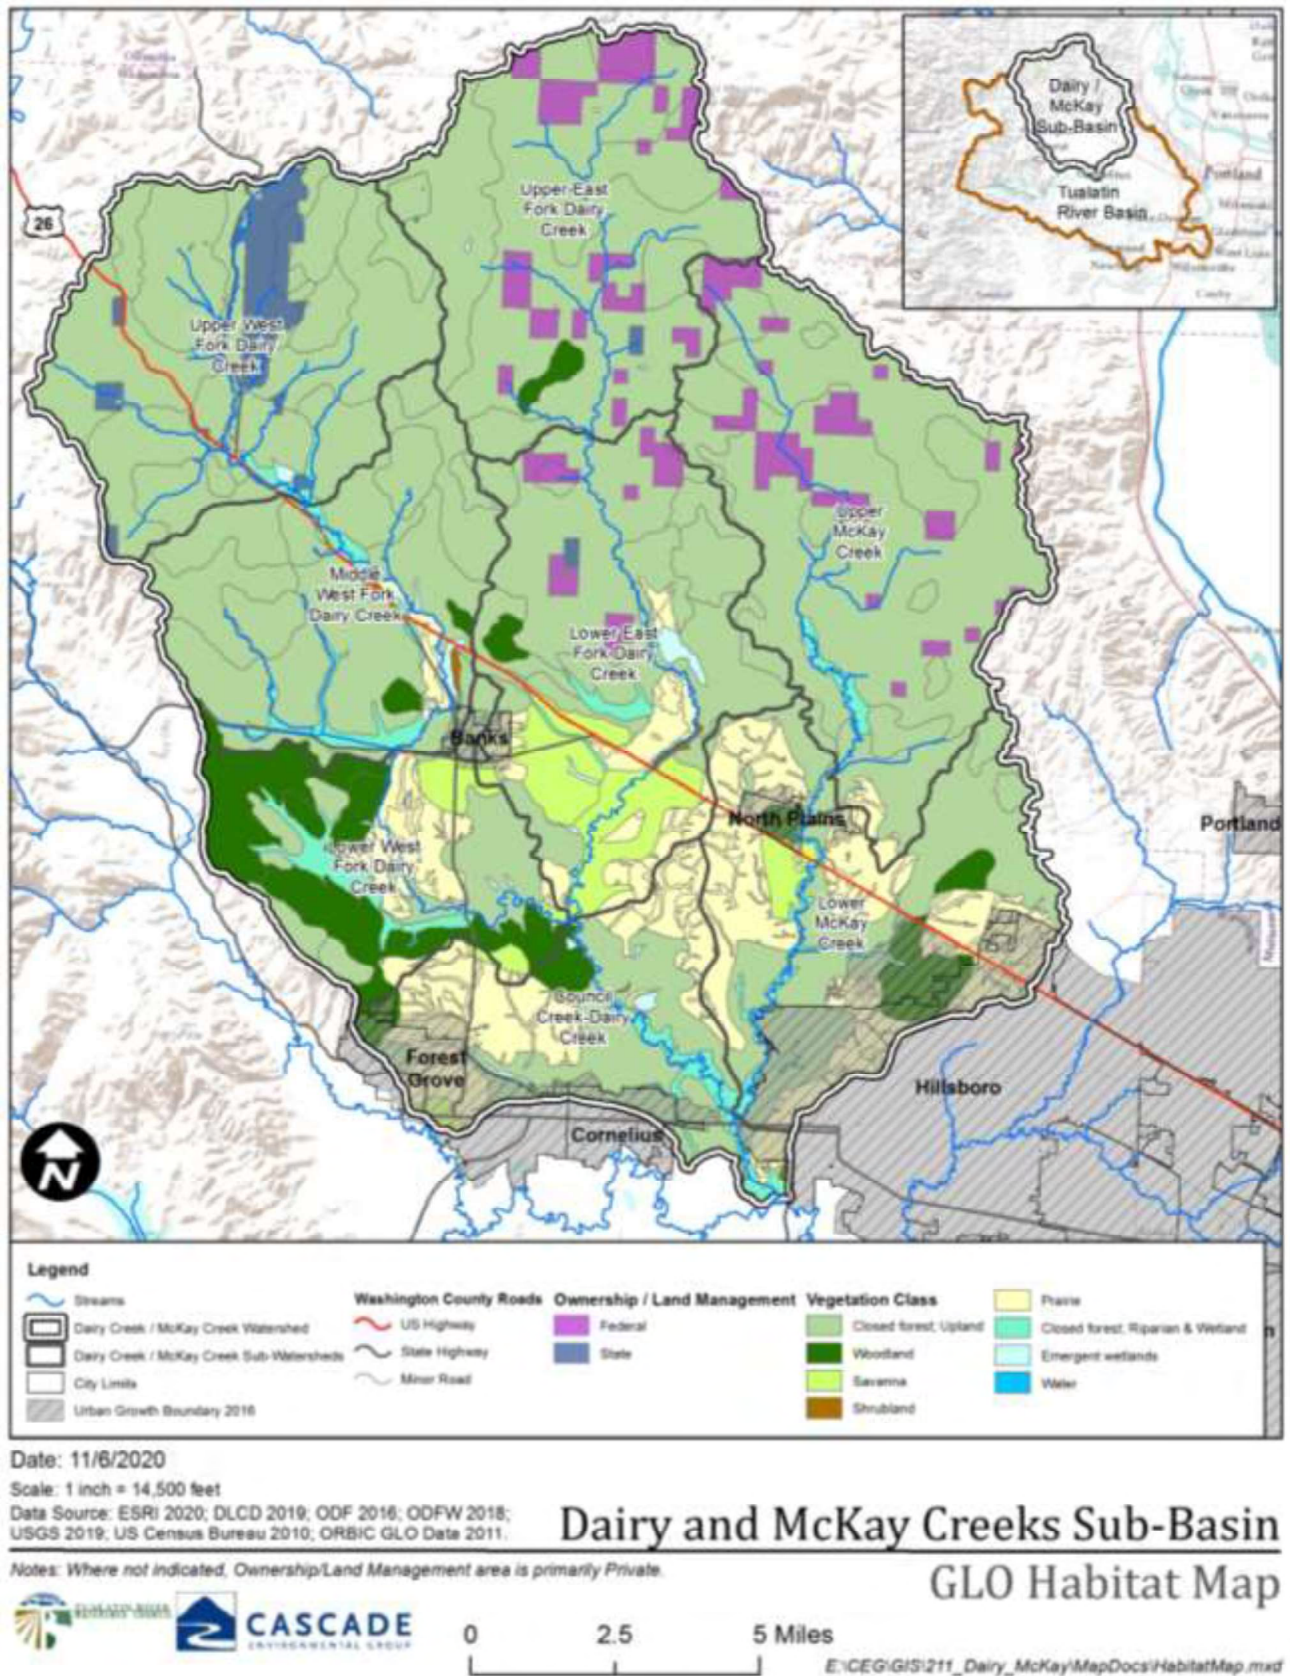 26
Upper East
Fork Dairy
Creek
Upper West
Fork Dairy
Creek
Middle
West Fork
Dairy Creek
Upper
McKay
Creek
Lower East
Fork Dairy
Creek
Banks
North Plains
Lower West
Fork Dairy
Creek
Lower
McKay
Creek
Council
Creek-Dairy
Creek
Forest
Grove
Cornelius
Hillsboro
Portland
Dairy /
McKay
Sub-Basin
Tualatin
River Basin
Portland
N
Legend
Streams
Dairy Creek / McKay Creek Watershed
Dairy Creek / McKay Creek Sub-Watersheds
City Limits
Urban Growth Boundary 2016
Washington County Roads
US Highway
State Highway
Minor Road
Ownership / Land Management
Federal
State
Vegetation Class
Closed forest; Upland
Woodland
Savanna
Shrubland
Prairie
Closed forest; Riparian & Wetland
Emergent wetlands
Water
Date: 11/6/2020
Scale: 1 inch = 14,500 feet
Data Source: ESRI 2020; DLCD 2019; ODF 2016; ODFW 2018;
USGS 2019; US Census Bureau 2010; ORBIC GLO Data 2011.
Dairy and McKay Creeks Sub-Basin
Notes: Where not indicated, Ownership/Land Management area is primarily Private.
GLO Habitat Map
TUALATIN RIVER
CASCADE
ENVIRONMENTAL GROUP
0 2.5 5 Miles
E:\CEG\GIS\211_Dairy_McKay\MapDocs\HabitatMap.mxd